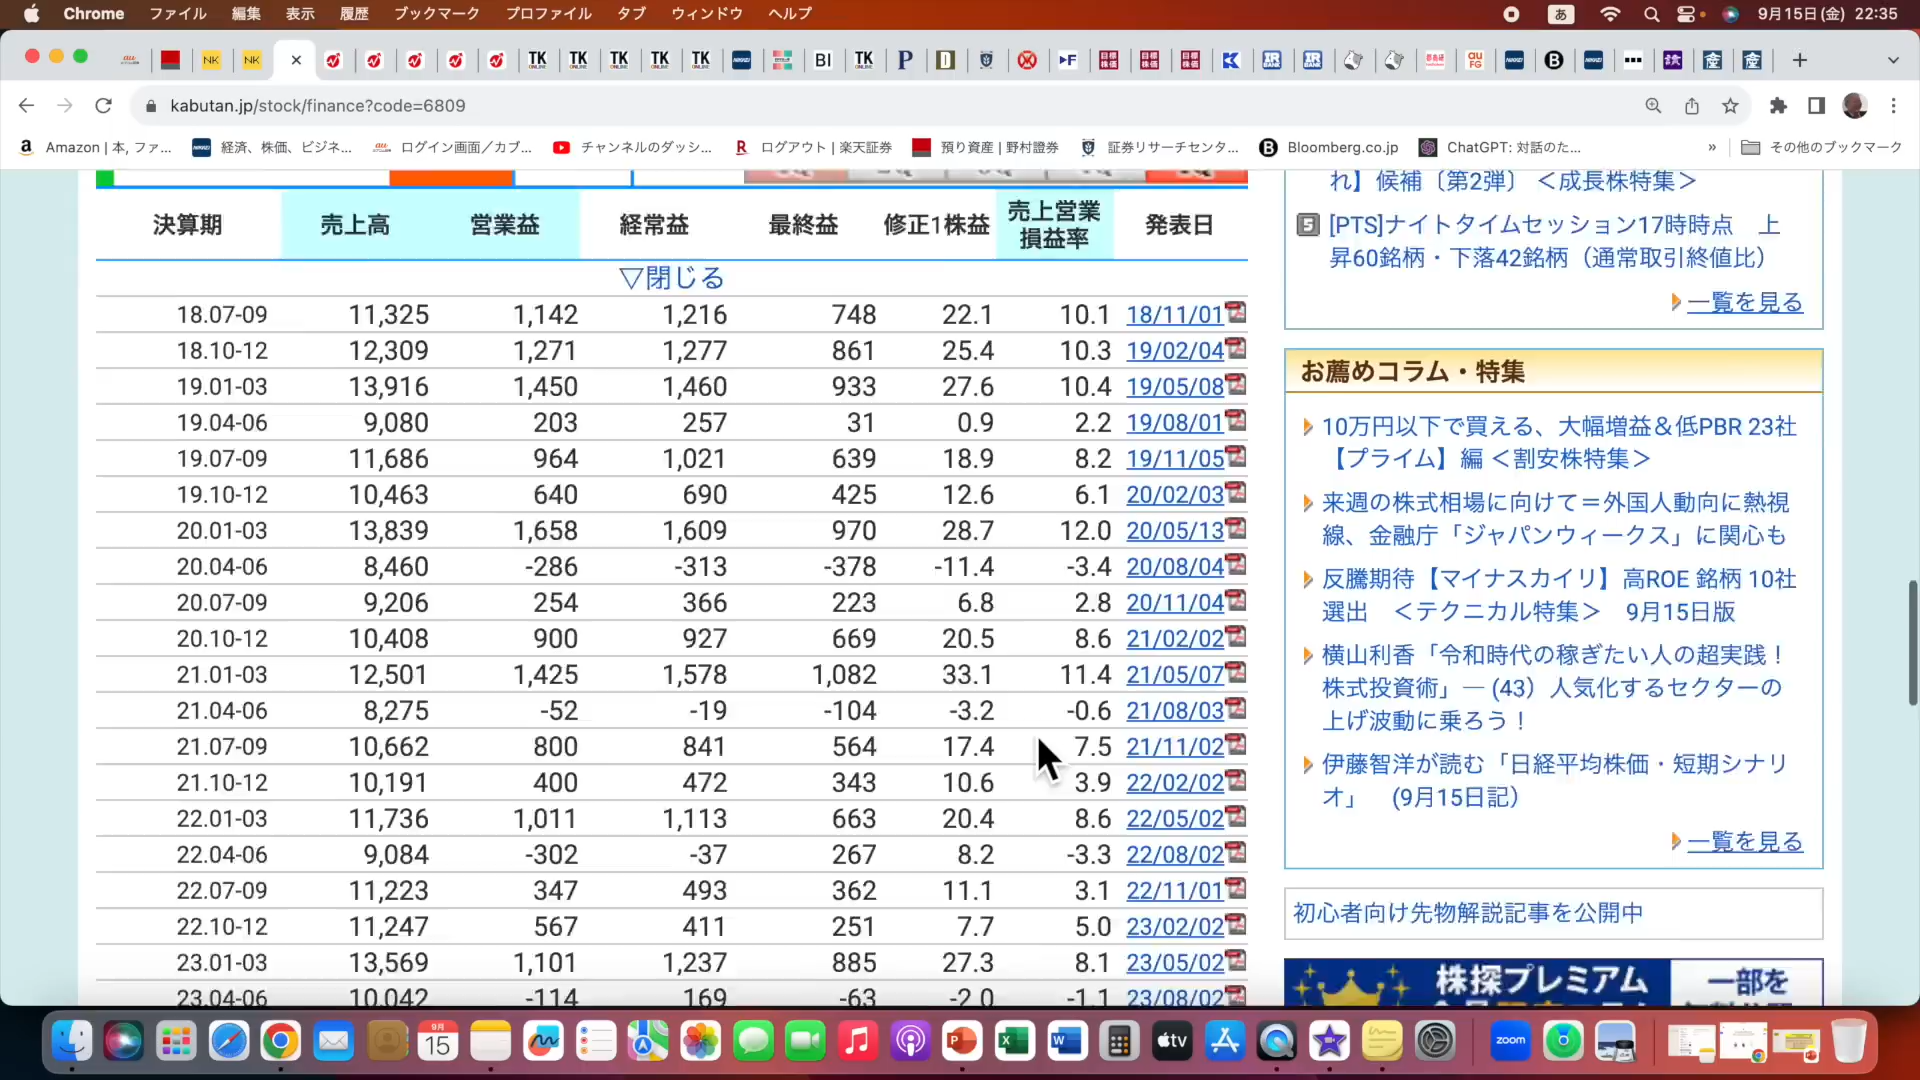 Chrome ファイル 編集 表示 履歴 ブックマーク プロファイル タブ ウィンドウ ヘルプ あ 9月15日(金) 22:35
kabutan.jp/stock/finance?code=6809
Amazon | 本, ファ... 経済、株価、ビジネ... ログイン画面／カブ... チャンネルのダッシ... ログアウト | 楽天証券 預り資産 | 野村證券 証券リサーチセンタ... Bloomberg.co.jp ChatGPT: 対話のた... » その他のブックマーク
決算期 売上高 営業益 経常益 最終益 修正1株益 売上営業損益率 発表日
▽閉じる
18.07-09 11,325 1,142 1,216 748 22.1 10.1 18/11/01
18.10-12 12,309 1,271 1,277 861 25.4 10.3 19/02/04
19.01-03 13,916 1,450 1,460 933 27.6 10.4 19/05/08
19.04-06 9,080 203 257 31 0.9 2.2 19/08/01
19.07-09 11,686 964 1,021 639 18.9 8.2 19/11/05
19.10-12 10,463 640 690 425 12.6 6.1 20/02/03
20.01-03 13,839 1,658 1,609 970 28.7 12.0 20/05/13
20.04-06 8,460 -286 -313 -378 -11.4 -3.4 20/08/04
20.07-09 9,206 254 366 223 6.8 2.8 20/11/04
20.10-12 10,408 900 927 669 20.5 8.6 21/02/02
21.01-03 12,501 1,425 1,578 1,082 33.1 11.4 21/05/07
21.04-06 8,275 -52 -19 -104 -3.2 -0.6 21/08/03
21.07-09 10,662 800 841 564 17.4 7.5 21/11/02
21.10-12 10,191 400 472 343 10.6 3.9 22/02/02
22.01-03 11,736 1,011 1,113 663 20.4 8.6 22/05/02
22.04-06 9,084 -302 -37 267 8.2 -3.3 22/08/02
22.07-09 11,223 347 493 362 11.1 3.1 22/11/01
22.10-12 11,247 567 411 251 7.7 5.0 23/02/02
23.01-03 13,569 1,101 1,237 885 27.3 8.1 23/05/02
23.04-06 10,042 -114 169 -63 -2.0 -1.1 23/08/02
れ】候補〔第2弾〕 ＜成長株特集＞
5 [PTS]ナイトタイムセッション17時時点　上
昇60銘柄・下落42銘柄（通常取引終値比）
一覧を見る
お薦めコラム・特集
10万円以下で買える、大幅増益＆低PBR 23社
【プライム】編 ＜割安株特集＞
来週の株式相場に向けて＝外国人動向に熱視
線、金融庁「ジャパンウィークス」に関心も
反騰期待【マイナスカイリ】高ROE 銘柄 10社
選出　＜テクニカル特集＞　9月15日版
横山利香「令和時代の稼ぎたい人の超実践！
株式投資術」― (43）人気化するセクターの
上げ波動に乗ろう！
伊藤智洋が読む「日経平均株価・短期シナリ
オ」　(9月15日記）
一覧を見る
初心者向け先物解説記事を公開中
株探プレミアム 一部を
9月 15 tv zoom